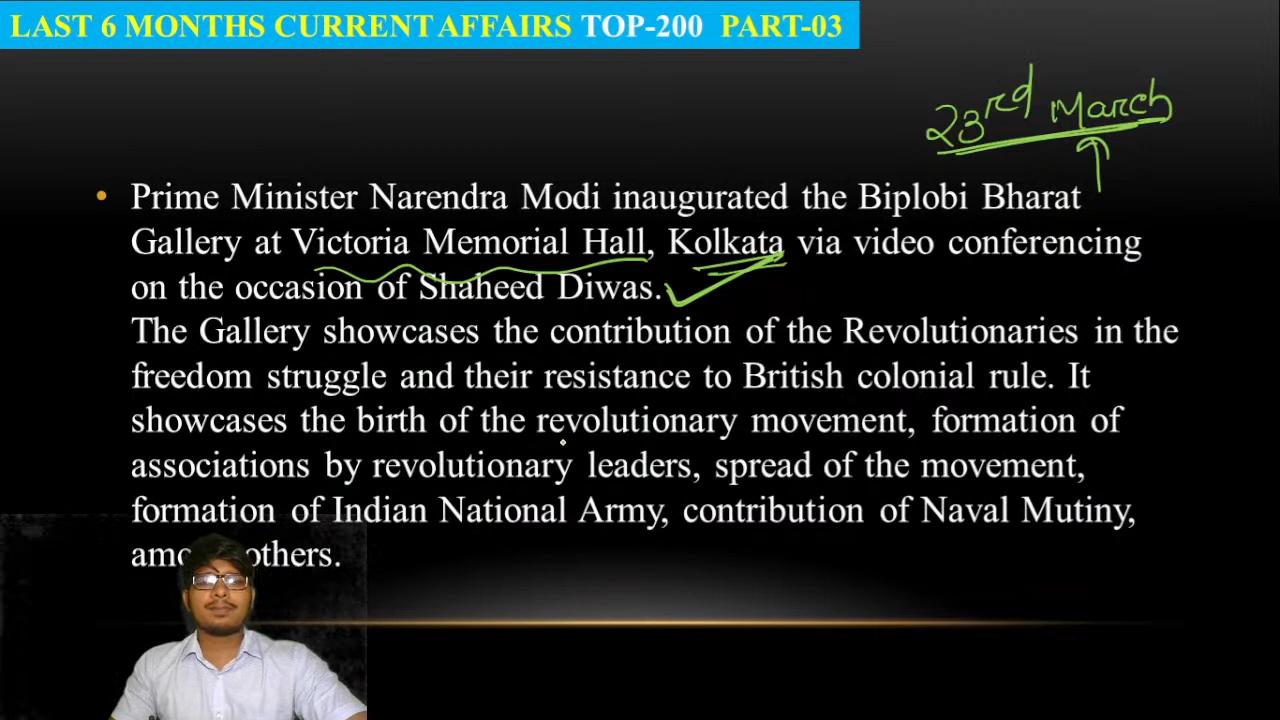 LAST 6 MONTHS CURRENT AFFAIRS TOP-200 PART-03
23rd March
• Prime Minister Narendra Modi inaugurated the Biplobi Bharat
Gallery at Victoria Memorial Hall, Kolkata via video conferencing
on the occasion of Shaheed Diwas.
The Gallery showcases the contribution of the Revolutionaries in the
freedom struggle and their resistance to British colonial rule. It
showcases the birth of the revolutionary movement, formation of
associations by revolutionary leaders, spread of the movement,
formation of Indian National Army, contribution of Naval Mutiny,
others.